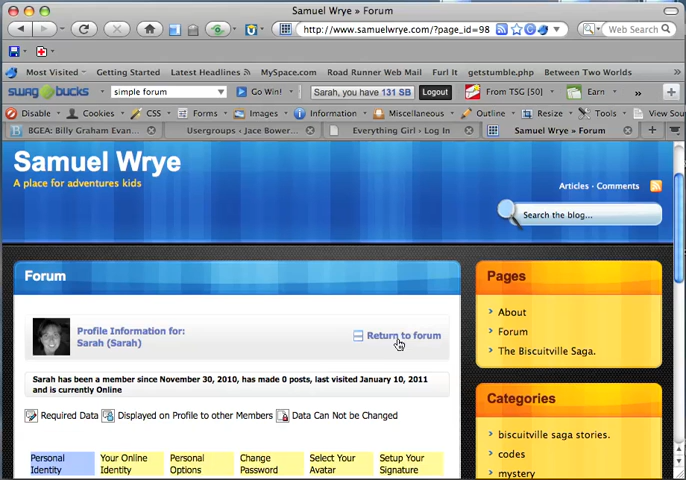 Samuel Wrye » Forum
http://www.samuelwrye.com/?page_id=98
Web Search
Most Visited
Getting Started
Latest Headlines
MySpace.com
Road Runner Web Mail
Furl It
getstumble.php
Between Two Worlds
swagbucks
simple forum
Go Win!
Sarah, you have 131 SB
Logout
From TSG [50]
Earn
»
Disable
Cookies
CSS
Forms
Images
Information
Miscellaneous
Outline
Resize
Tools
View Sou
BGEA: Billy Graham Evan...
Usergroups ‹ Jace Bower...
Everything Girl › Log In
Samuel Wrye » Forum
Samuel Wrye
A place for adventures kids
Articles · Comments
Search the blog...
Forum
Profile Information for:
Sarah (Sarah)
Return to forum
Sarah has been a member since November 30, 2010, has made 0 posts, last visited January 10, 2011
and is currently Online
Required Data
Displayed on Profile to other Members
Data Can Not be Changed
Personal
Identity
Your Online
Identity
Personal
Options
Change
Password
Select Your
Avatar
Setup Your
Signature
Pages
About
Forum
The Biscuitville Saga.
Categories
biscuitville saga stories.
codes
mystery